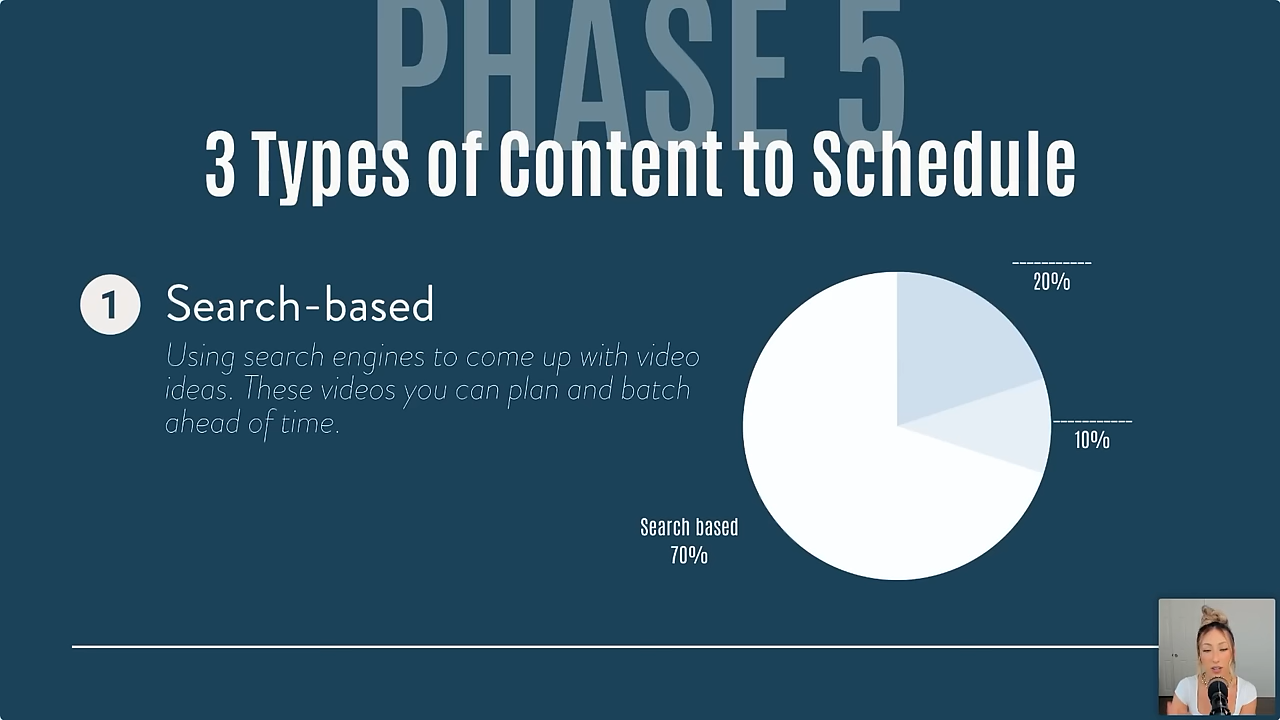 PHASE 5
3 Types of Content to Schedule
1 Search-based
Using search engines to come up with video
ideas. These videos you can plan and batch
ahead of time.
-----------
20%
-----------
10%
Search based
70%